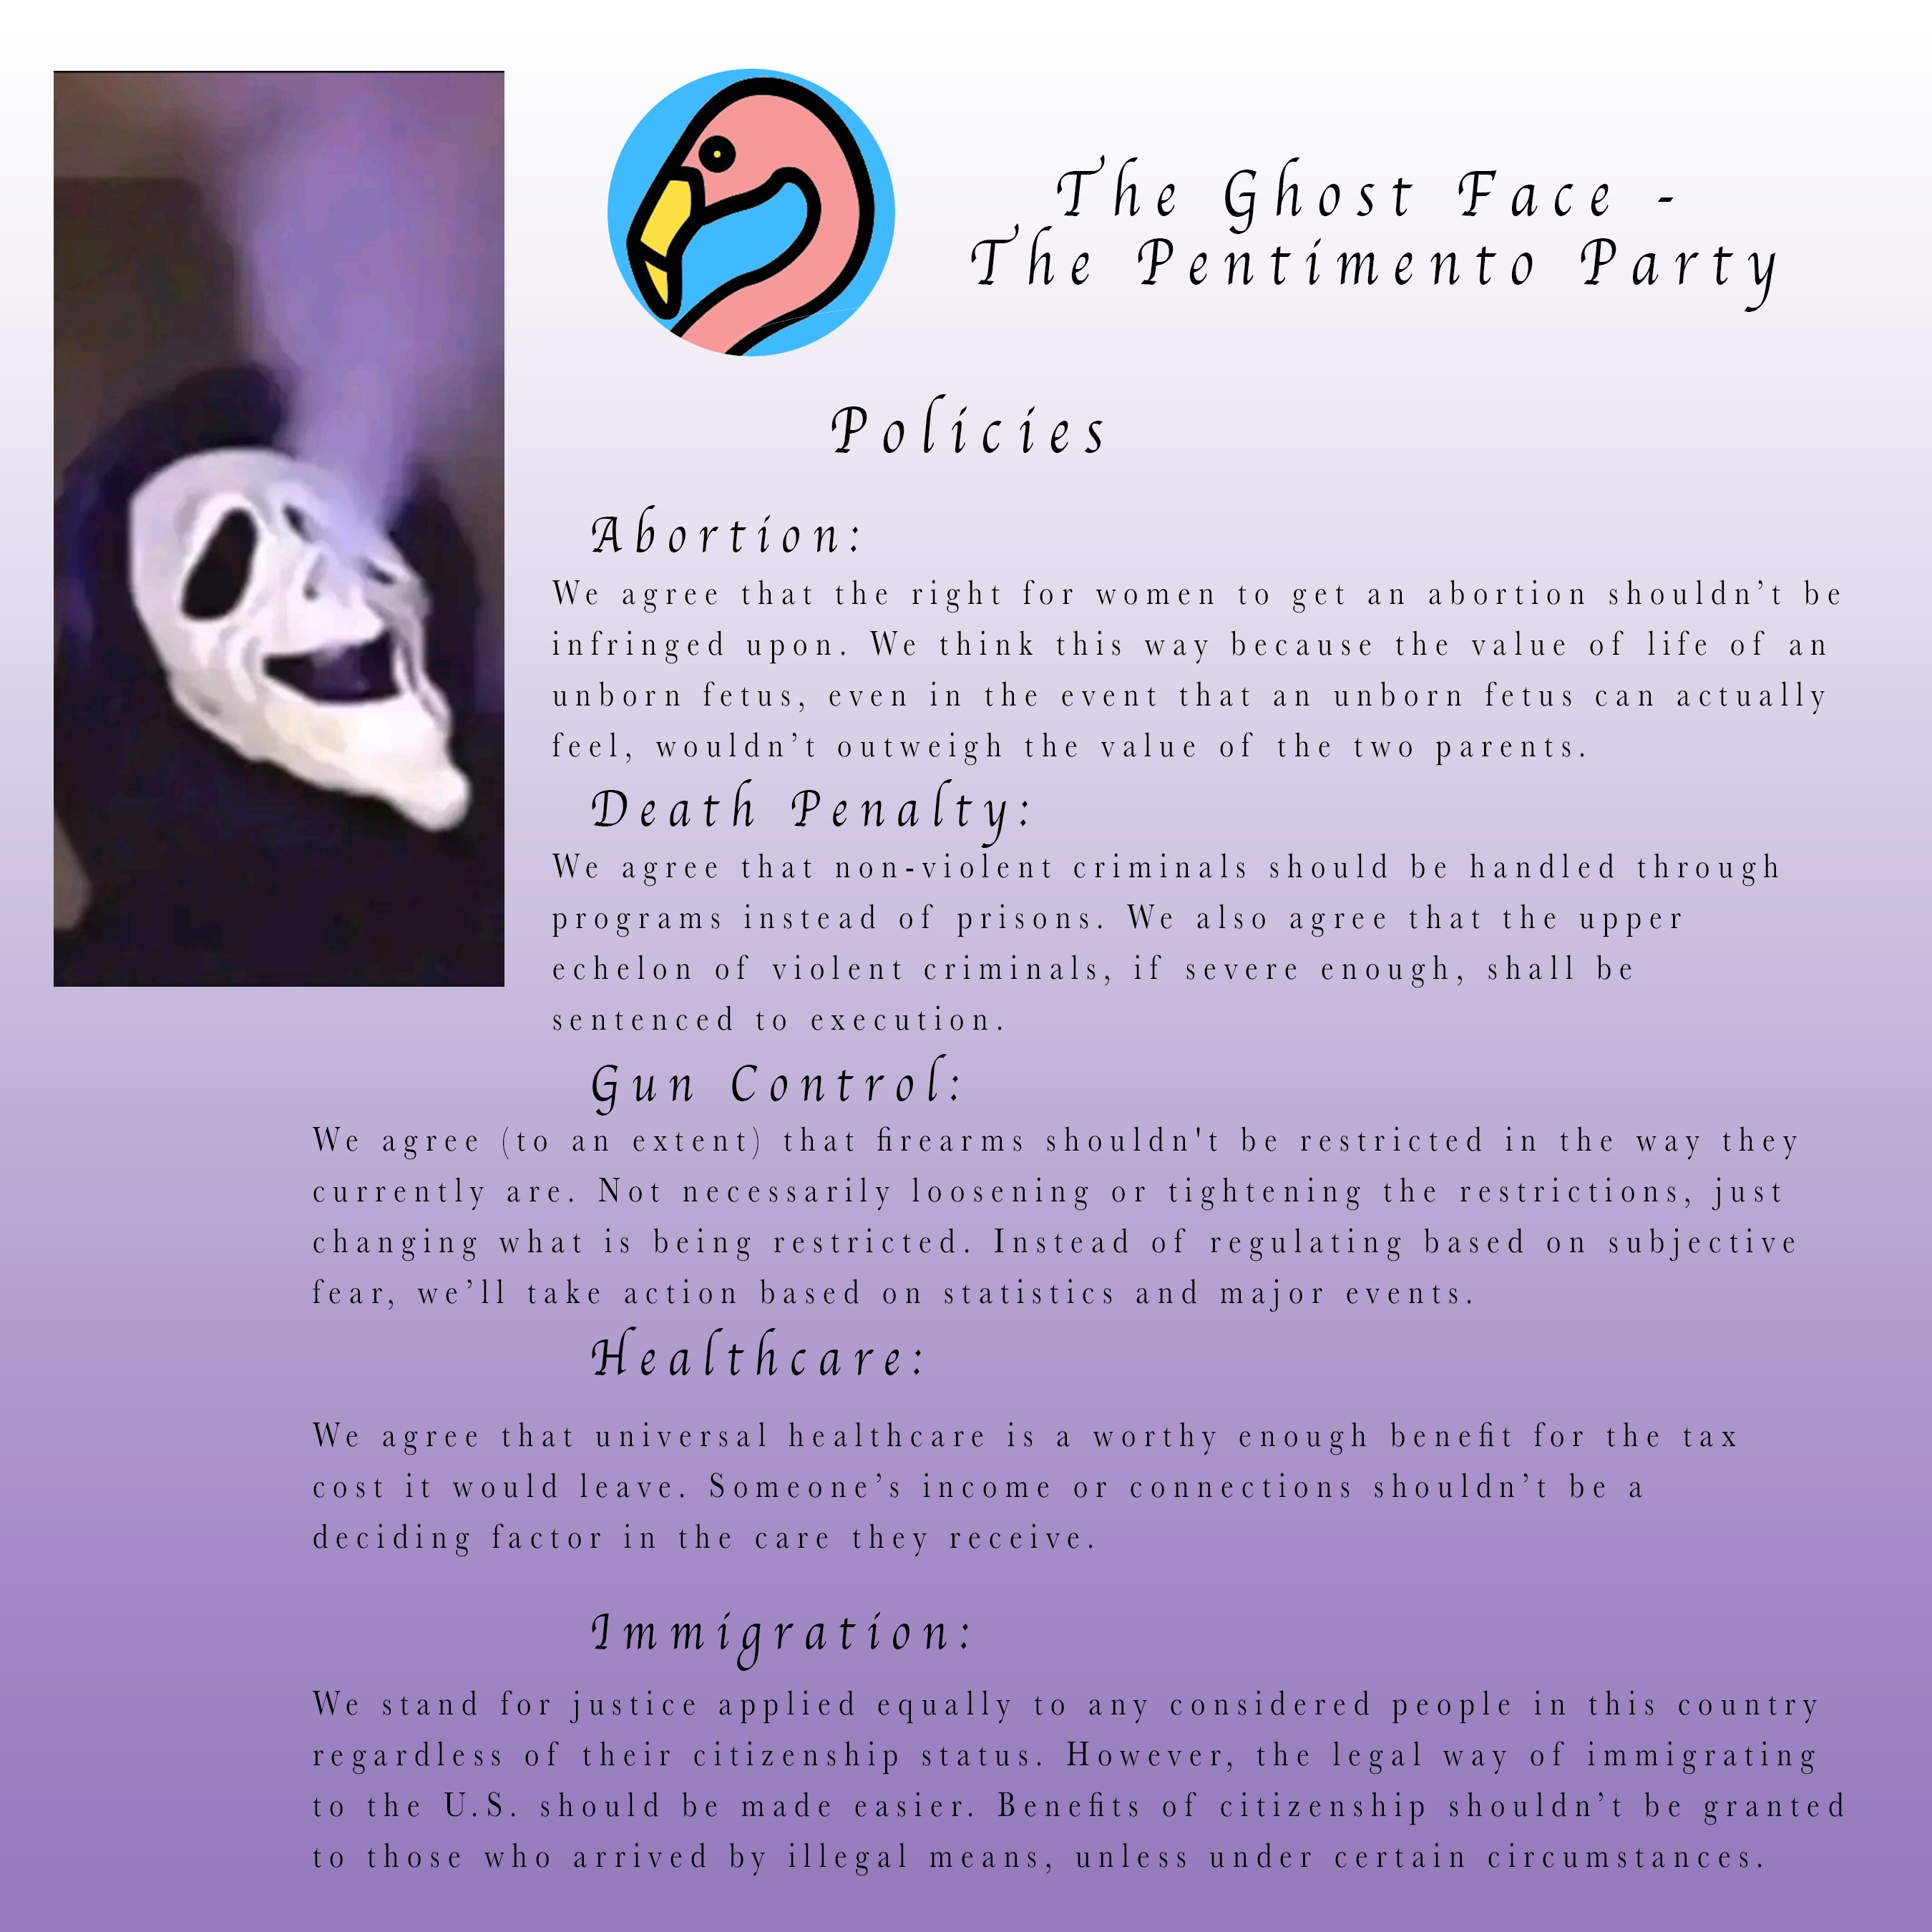 The Ghost Face -
The Pentimento Party
Policies
Abortion:
We agree that the right for women to get an abortion shouldn’t be
infringed upon. We think this way because the value of life of an
unborn fetus, even in the event that an unborn fetus can actually
feel, wouldn’t outweigh the value of the two parents.
Death Penalty:
We agree that non-violent criminals should be handled through
programs instead of prisons. We also agree that the upper
echelon of violent criminals, if severe enough, shall be
sentenced to execution.
Gun Control:
We agree (to an extent) that firearms shouldn't be restricted in the way they
currently are. Not necessarily loosening or tightening the restrictions, just
changing what is being restricted. Instead of regulating based on subjective
fear, we’ll take action based on statistics and major events.
Healthcare:
We agree that universal healthcare is a worthy enough benefit for the tax
cost it would leave. Someone’s income or connections shouldn’t be a
deciding factor in the care they receive.
Immigration:
We stand for justice applied equally to any considered people in this country
regardless of their citizenship status. However, the legal way of immigrating
to the U.S. should be made easier. Benefits of citizenship shouldn’t be granted
to those who arrived by illegal means, unless under certain circumstances.